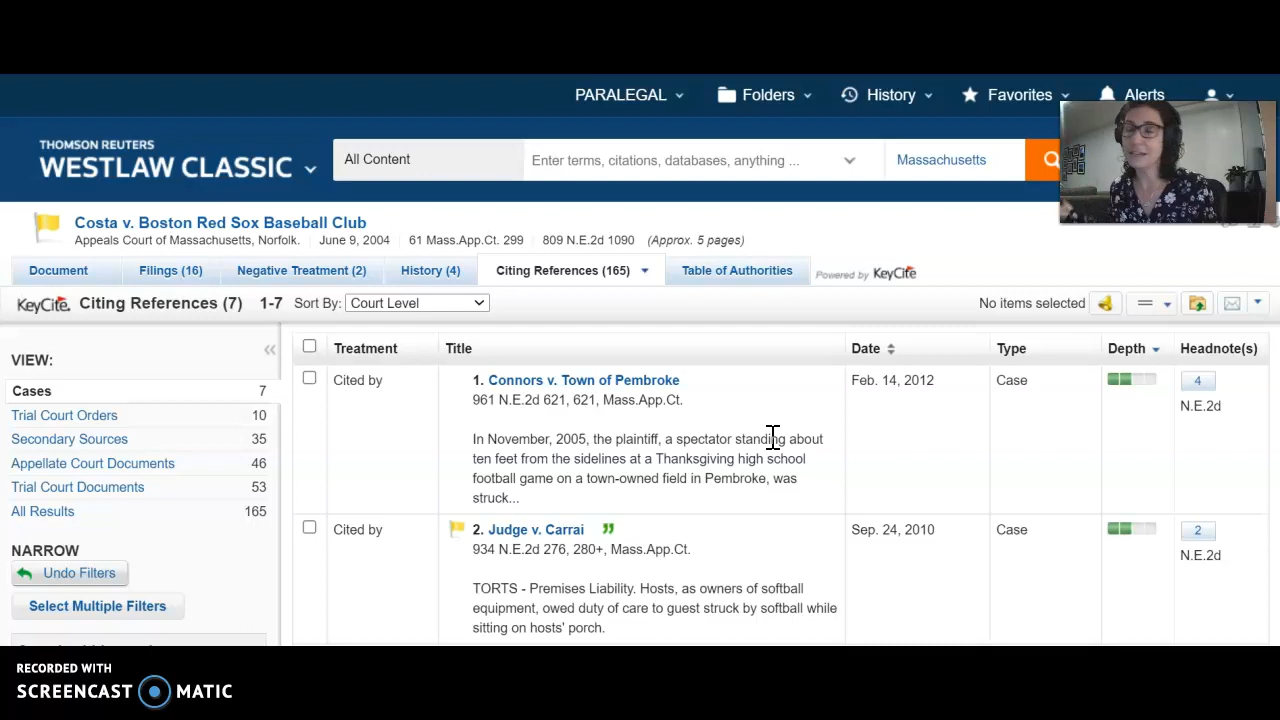 PARALEGAL Folders History Favorites Alerts
THOMSON REUTERS
WESTLAW CLASSIC
All Content Enter terms, citations, databases, anything ... Massachusetts
Costa v. Boston Red Sox Baseball Club
Appeals Court of Massachusetts, Norfolk. June 9, 2004 61 Mass.App.Ct. 299 809 N.E.2d 1090 (Approx. 5 pages)
Document Filings (16) Negative Treatment (2) History (4) Citing References (165) Table of Authorities Powered by KeyCite
KeyCite. Citing References (7) 1-7 Sort By: Court Level No items selected
VIEW:
Cases 7
Trial Court Orders 10
Secondary Sources 35
Appellate Court Documents 46
Trial Court Documents 53
All Results 165
NARROW
Undo Filters
Select Multiple Filters
Treatment Title Date Type Depth Headnote(s)
Cited by 1. Connors v. Town of Pembroke Feb. 14, 2012 Case 4
961 N.E.2d 621, 621, Mass.App.Ct. N.E.2d
In November, 2005, the plaintiff, a spectator standing about
ten feet from the sidelines at a Thanksgiving high school
football game on a town-owned field in Pembroke, was
struck...
Cited by 2. Judge v. Carrai Sep. 24, 2010 Case 2
934 N.E.2d 276, 280+, Mass.App.Ct. N.E.2d
TORTS - Premises Liability. Hosts, as owners of softball
equipment, owed duty of care to guest struck by softball while
sitting on hosts' porch.
RECORDED WITH
SCREENCAST MATIC